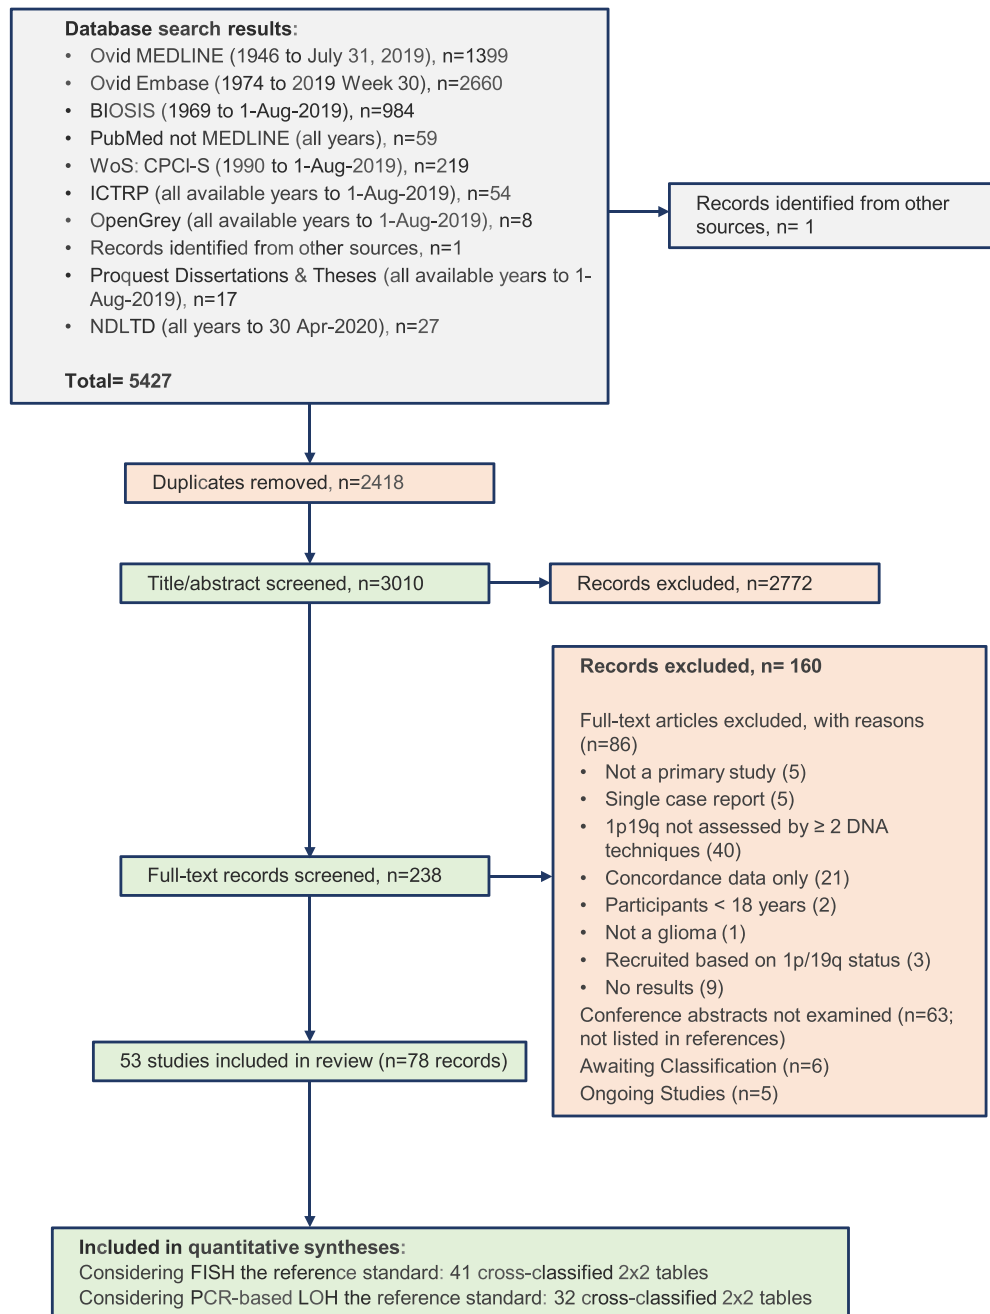 Database search results:
• Ovid MEDLINE (1946 to July 31, 2019), n=1399
• Ovid Embase (1974 to 2019 Week 30), n=2660
• BIOSIS (1969 to 1-Aug-2019), n=984
• PubMed not MEDLINE (all years), n=59
• WoS: CPCI-S (1990 to 1-Aug-2019), n=219
• ICTRP (all available years to 1-Aug-2019), n=54
• OpenGrey (all available years to 1-Aug-2019), n=8
• Records identified from other sources, n=1
• Proquest Dissertations & Theses (all available years to 1-
Aug-2019), n=17
• NDLTD (all years to 30 Apr-2020), n=27
Total= 5427
Records identified from other
sources, n= 1
Duplicates removed, n=2418
Title/abstract screened, n=3010
Records excluded, n=2772
Records excluded, n= 160
Full-text articles excluded, with reasons
(n=86)
• Not a primary study (5)
• Single case report (5)
• 1p19q not assessed by ≥ 2 DNA
techniques (40)
• Concordance data only (21)
• Participants < 18 years (2)
• Not a glioma (1)
• Recruited based on 1p/19q status (3)
• No results (9)
Conference abstracts not examined (n=63;
not listed in references)
Awaiting Classification (n=6)
Ongoing Studies (n=5)
Full-text records screened, n=238
53 studies included in review (n=78 records)
Included in quantitative syntheses:
Considering FISH the reference standard: 41 cross-classified 2x2 tables
Considering PCR-based LOH the reference standard: 32 cross-classified 2x2 tables